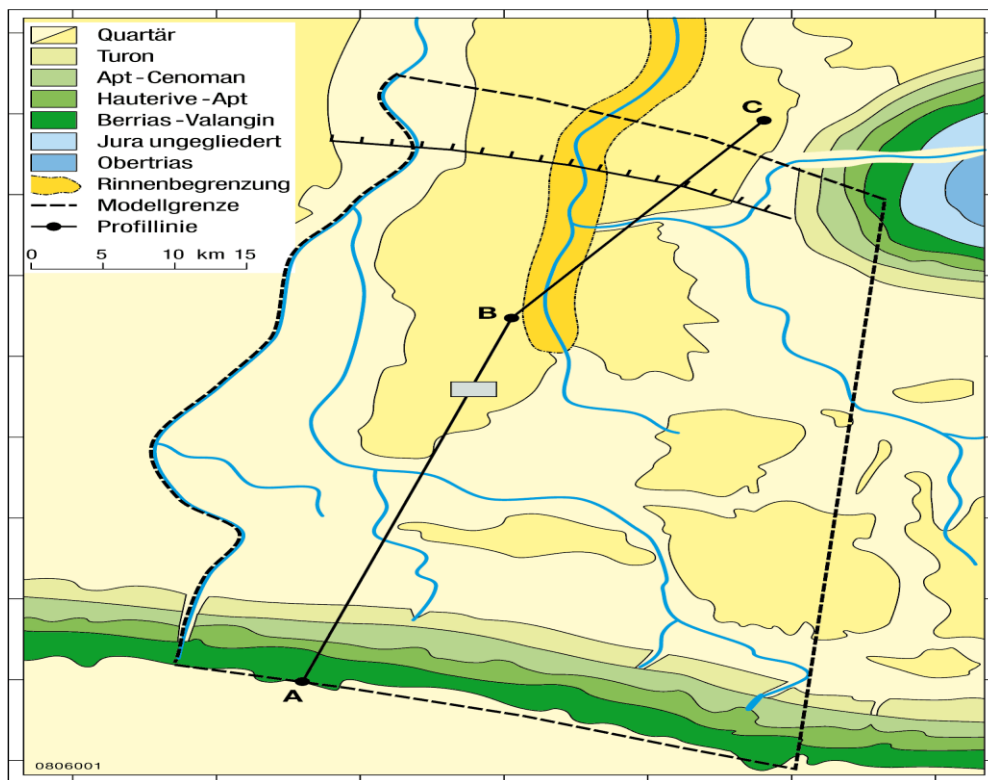 Quartär
Turon
Apt-Cenoman
Hauterive-Apt
Berrias-Valangin
Jura ungegliedert
Obertrias
Rinnenbegrenzung
Modellgrenze
Profillinie
0 5 10 km 15
C
B
A
0806001